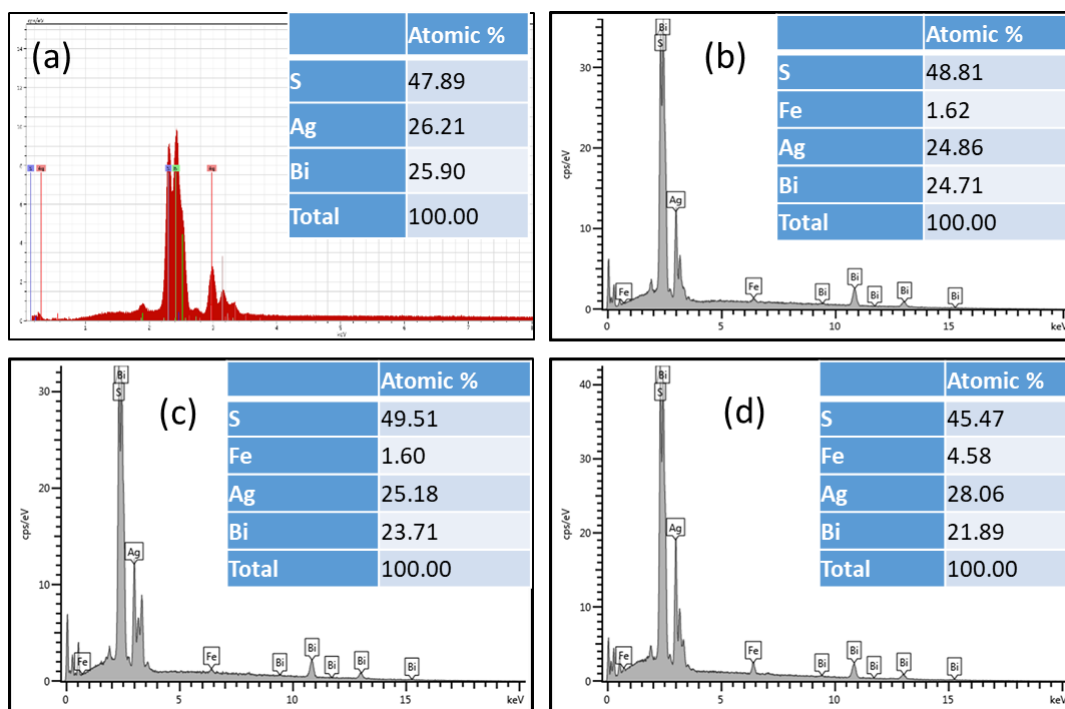 cps/eV
(a)
Atomic %
S 47.89
Ag 26.21
Bi 25.90
Total 100.00
S Ag S Bi Ag
keV
(b)
Atomic %
S 48.81
Fe 1.62
Ag 24.86
Bi 24.71
Total 100.00
Bi
S
Ag
Fe Fe Bi Bi Bi Bi Bi
cps/eV
30
20
10
0
0 5 10 15 keV
(c)
Atomic %
S 49.51
Fe 1.60
Ag 25.18
Bi 23.71
Total 100.00
Bi
S
Ag
Fe Fe Bi Bi Bi Bi Bi
cps/eV
30
20
10
0
0 5 10 15 keV
(d)
Atomic %
S 45.47
Fe 4.58
Ag 28.06
Bi 21.89
Total 100.00
Bi
S
Ag
Fe Fe Bi Bi Bi Bi Bi
cps/eV
40
30
20
10
0
0 5 10 15 keV